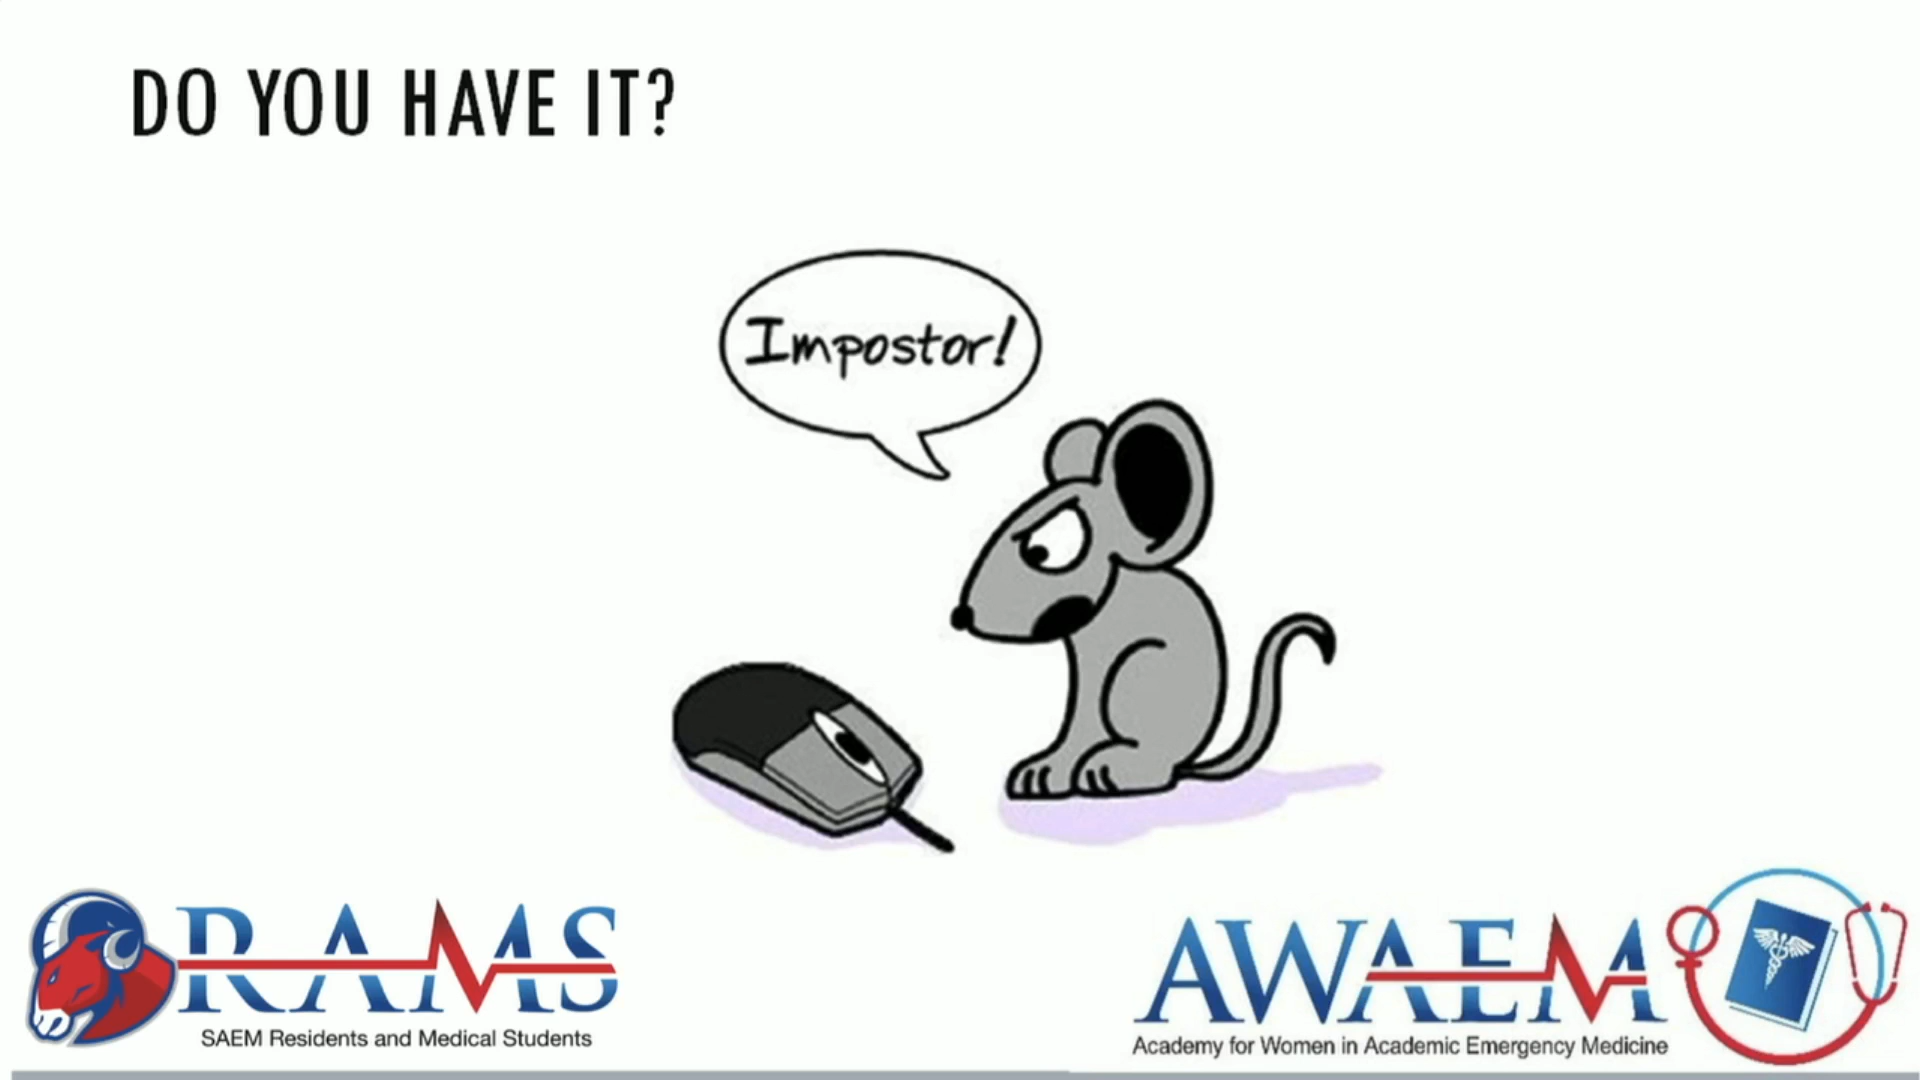 DO YOU HAVE IT?
Impostor!
RAMS
SAEM Residents and Medical Students
AWAEM
Academy for Women in Academic Emergency Medicine